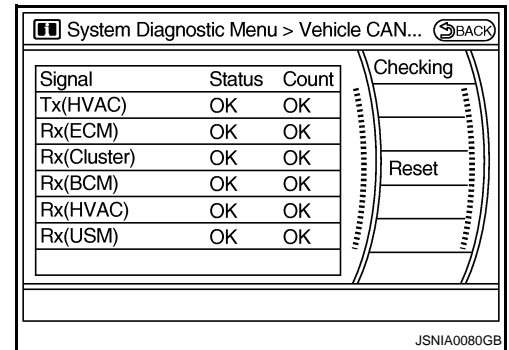 System Diagnostic Menu > Vehicle CAN... BACK
Checking
Signal Status Count
Tx(HVAC) OK OK
Rx(ECM) OK OK
Rx(Cluster) OK OK
Reset
Rx(BCM) OK OK
Rx(HVAC) OK OK
Rx(USM) OK OK
JSNIA0080GB